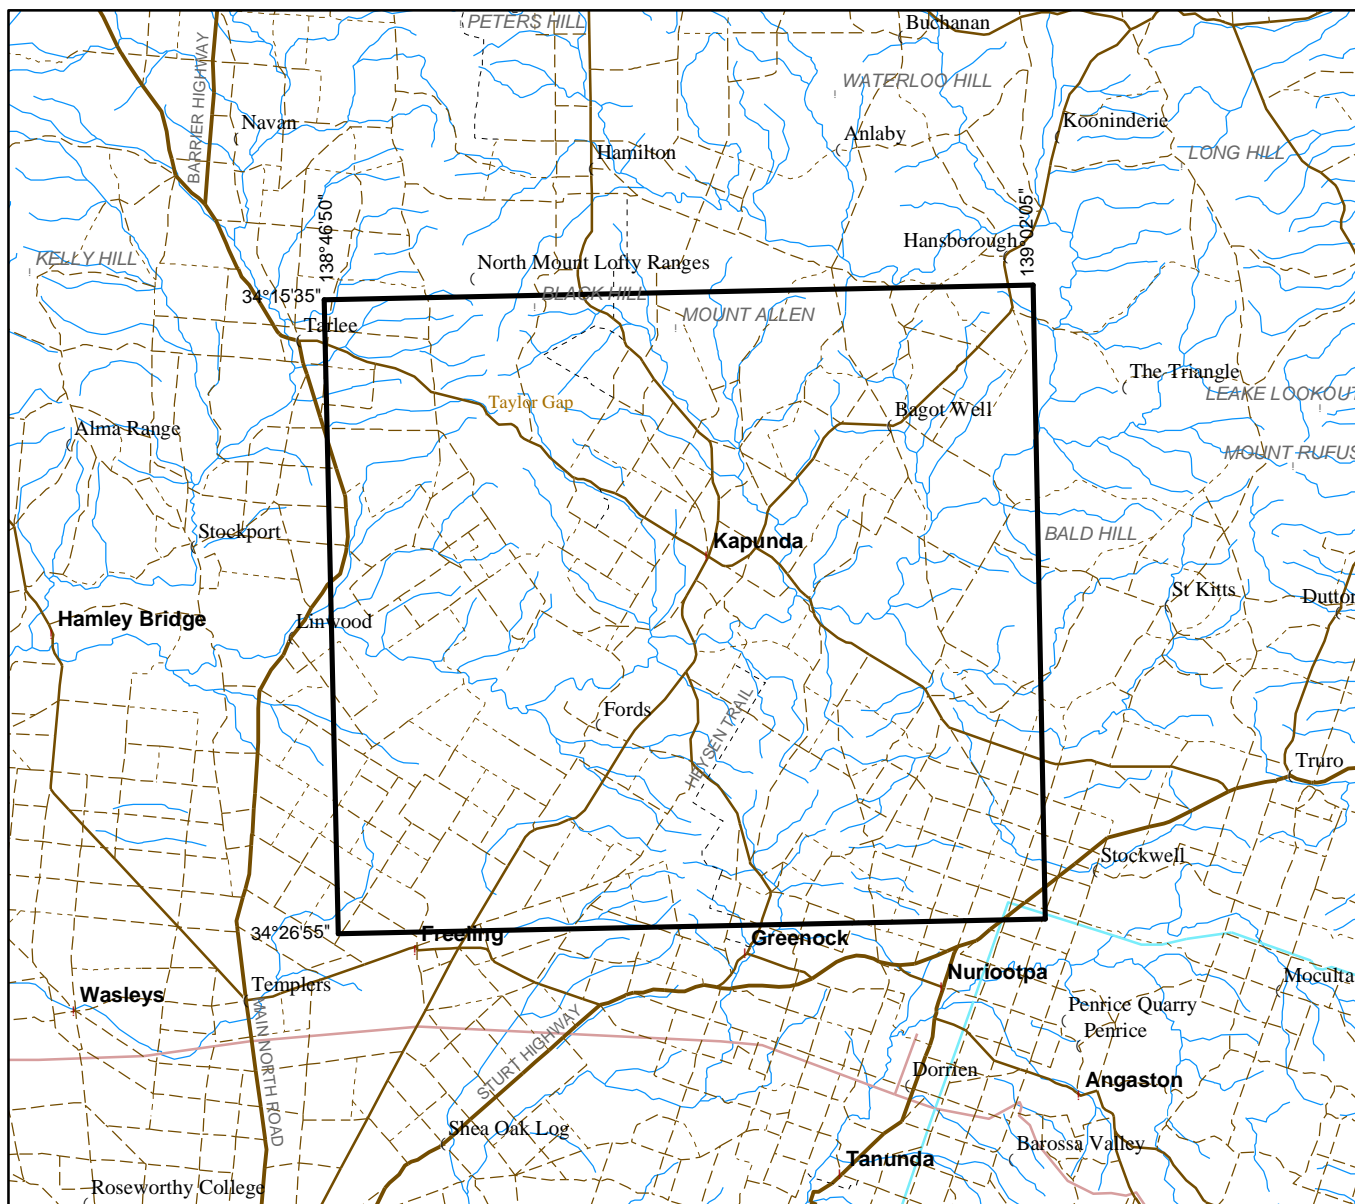 PETERS HILL
Buchanan
BARRIER HIGHWAY
WATERLOO HILL
Navan
Anlaby
Kooninderie
Hamilton
LONG HILL
138°46'50"
139°02'05"
Hansborough
KELLY HILL
North Mount Lofty Ranges
34°15'35"
BLACK HILL
MOUNT ALLEN
Tarlee
The Triangle
LEAKE LOOKOUT
Taylor Gap
Bagot Well
Alma Range
MOUNT RUFUS
Stockport
Kapunda
BALD HILL
St Kitts
Dutton
Hamley Bridge
Linwood
Fords
HEYSEN TRAIL
Truro
Stockwell
34°26'55"
Freeling
Greenock
Nuriootpa
Moculta
Templers
Wasleys
Penrice Quarry
Penrice
MAIN NORTH ROAD
STURT HIGHWAY
Dorrien
Angaston
Shea Oak Log
Barossa Valley
Tanunda
Roseworthy College